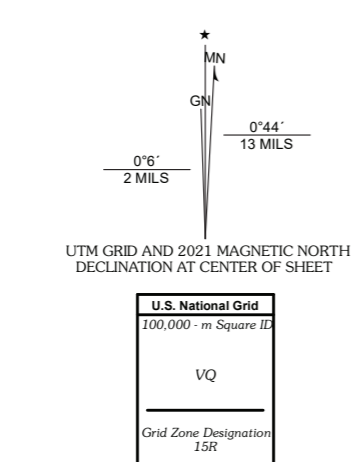 ★
MN
GN
0°44´
13 MILS
0°6´
2 MILS
UTM GRID AND 2021 MAGNETIC NORTH
DECLINATION AT CENTER OF SHEET
U.S. National Grid
100,000 - m Square ID
VQ
Grid Zone Designation
15R